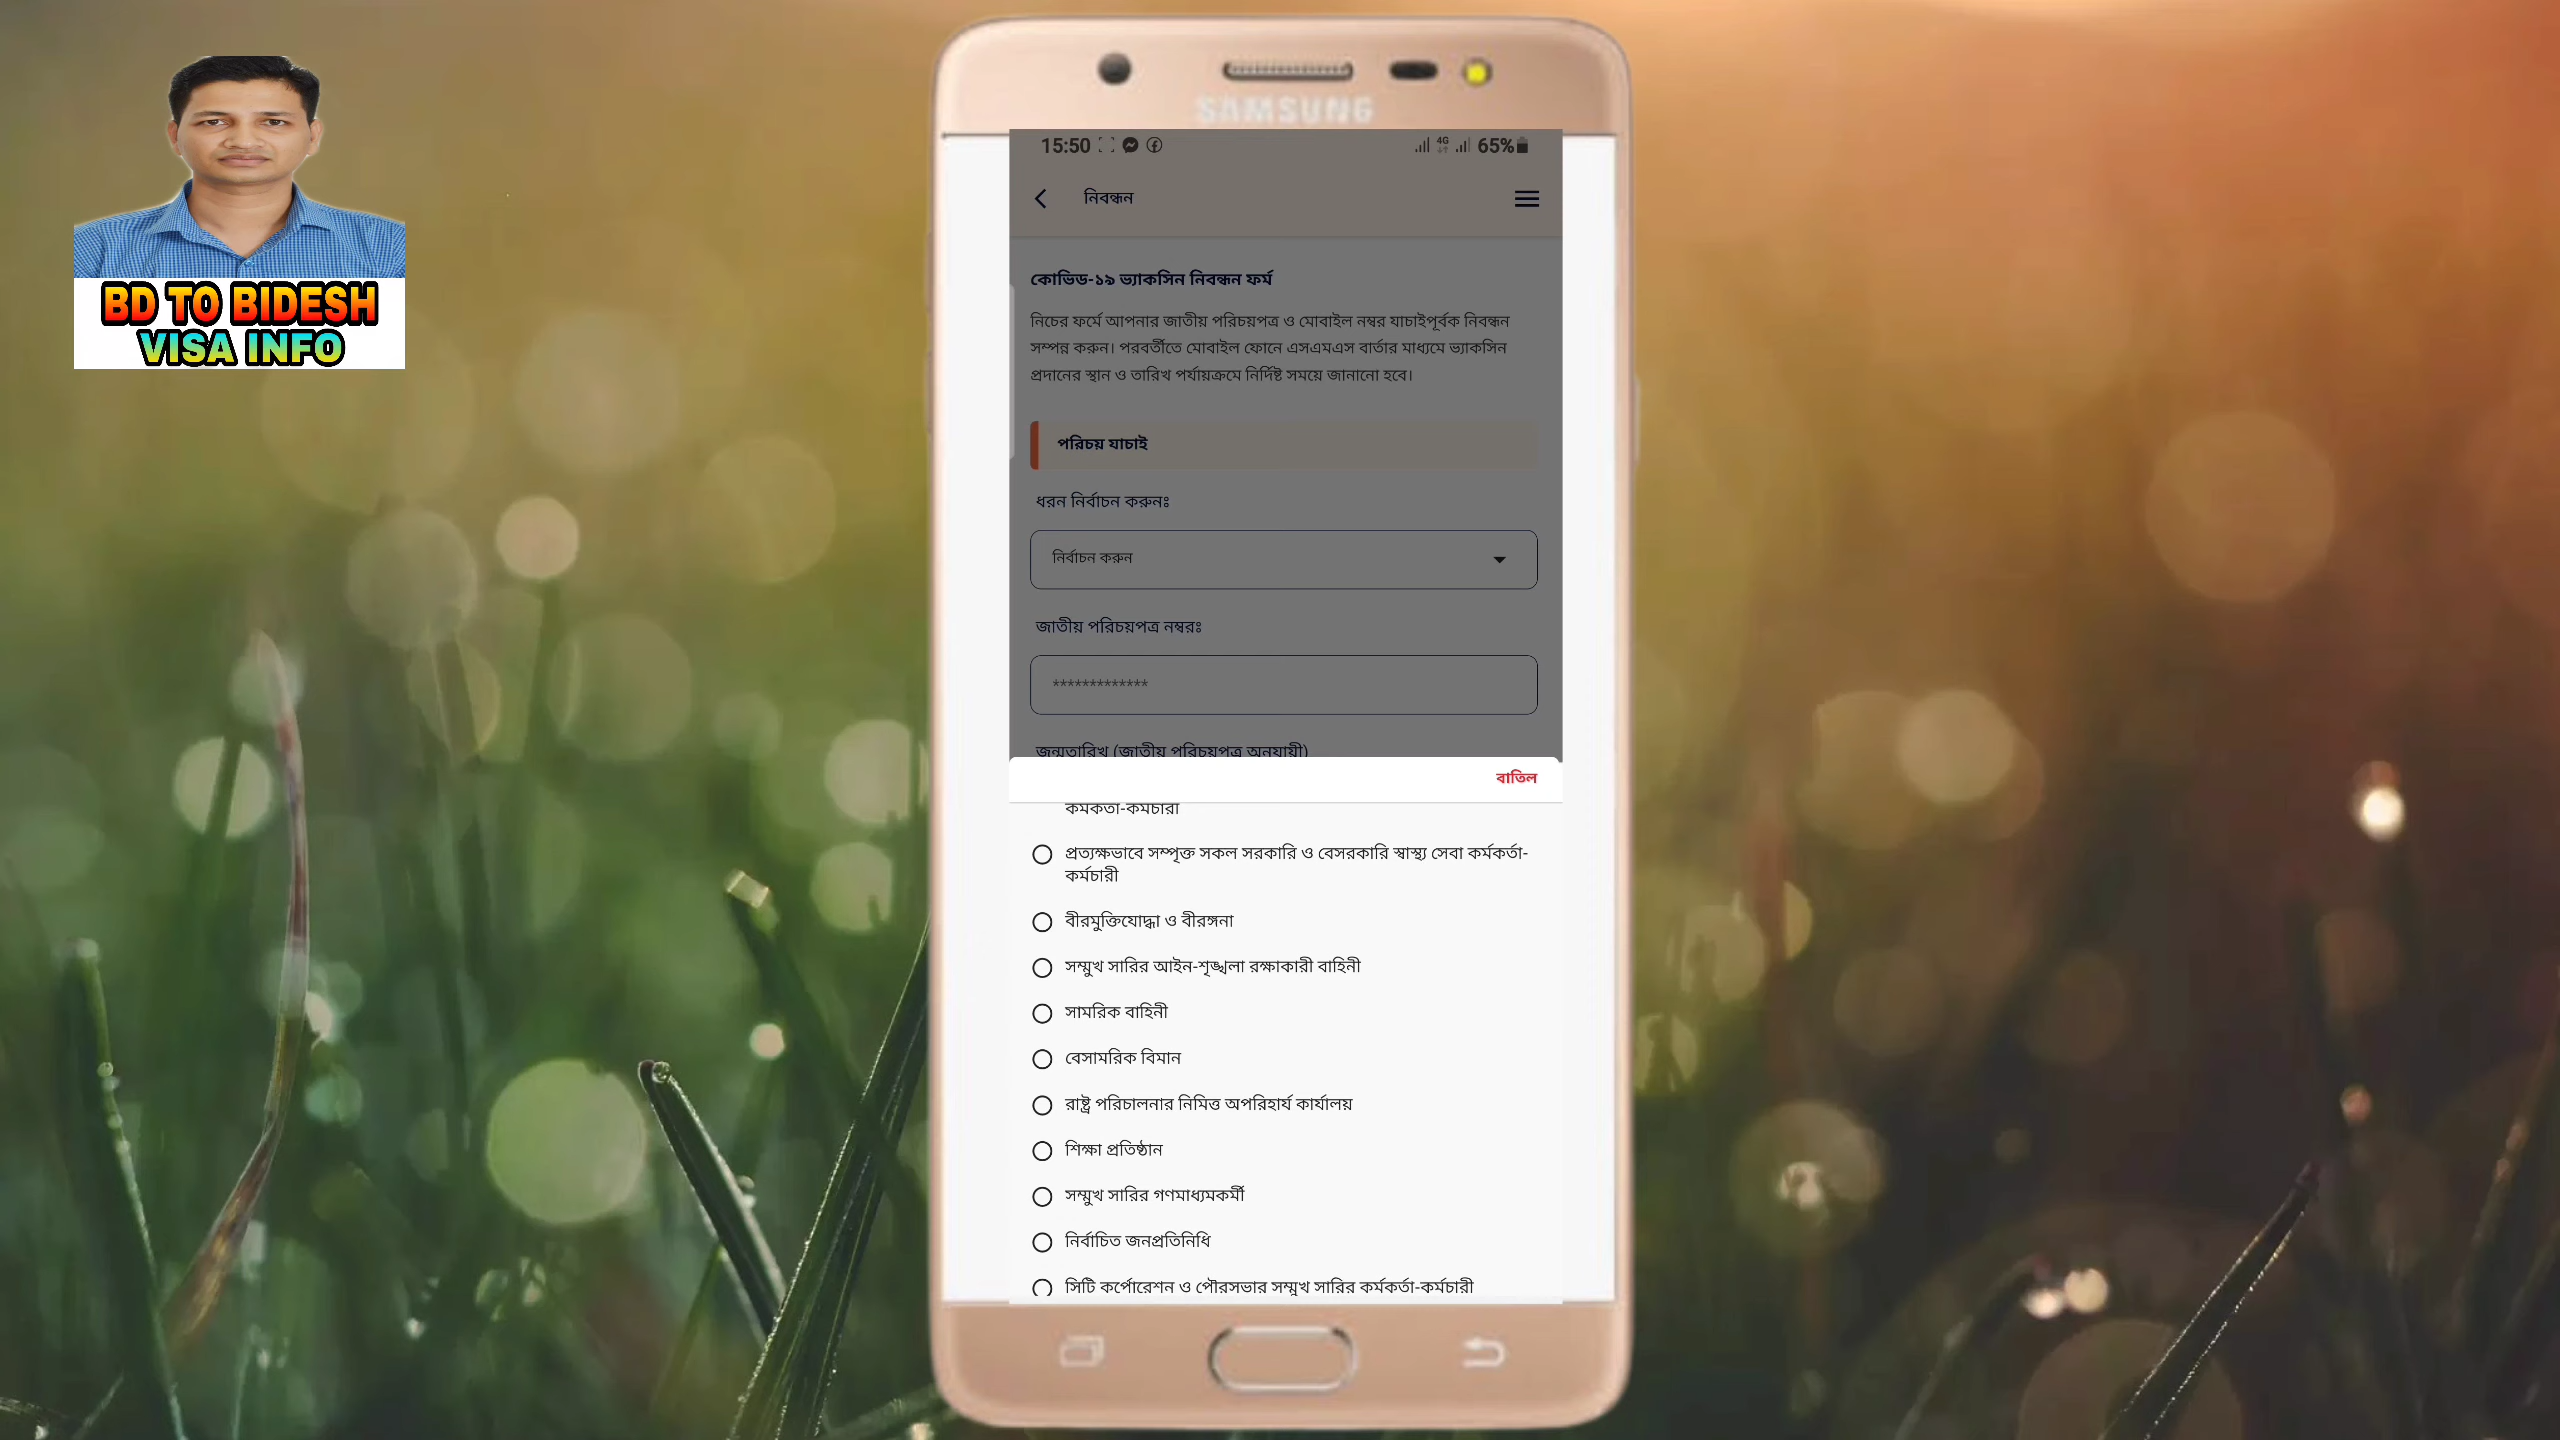 BD TO BIDESH
VISA INFO
SAMSUNG
15:50
4G
65%
নিবন্ধন
কোভিড-১৯ ভ্যাকসিন নিবন্ধন ফর্ম
নিচের ফর্মে আপনার জাতীয় পরিচয়পত্র ও মোবাইল নম্বর যাচাইপূর্বক নিবন্ধন
সম্পন্ন করুন। পরবর্তীতে মোবাইল ফোনে এসএমএস বার্তার মাধ্যমে ভ্যাকসিন
প্রদানের স্থান ও তারিখ পর্যায়ক্রমে নির্দিষ্ট সময়ে জানানো হবে।
পরিচয় যাচাই
ধরন নির্বাচন করুনঃ
নির্বাচন করুন
জাতীয় পরিচয়পত্র নম্বরঃ
*************
জন্মতারিখ (জাতীয় পরিচয়পত্র অনুযায়ী)
বাতিল
কর্মকর্তা-কর্মচারী
প্রত্যক্ষভাবে সম্পৃক্ত সকল সরকারি ও বেসরকারি স্বাস্থ্য সেবা কর্মকর্তা-
কর্মচারী
বীরমুক্তিযোদ্ধা ও বীরঙ্গনা
সম্মুখ সারির আইন-শৃঙ্খলা রক্ষাকারী বাহিনী
সামরিক বাহিনী
বেসামরিক বিমান
রাষ্ট্র পরিচালনার নিমিত্ত অপরিহার্য কার্যালয়
শিক্ষা প্রতিষ্ঠান
সম্মুখ সারির গণমাধ্যমকর্মী
নির্বাচিত জনপ্রতিনিধি
সিটি কর্পোরেশন ও পৌরসভার সম্মুখ সারির কর্মকর্তা-কর্মচারী